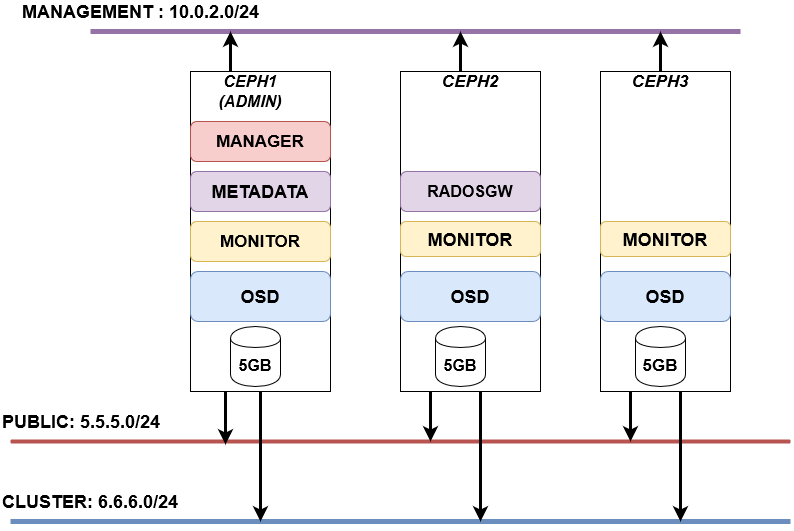 MANAGEMENT : 10.0.2.0/24
CEPH1
(ADMIN)
MANAGER
METADATA
MONITOR
OSD
5GB
CEPH2
RADOSGW
MONITOR
OSD
5GB
CEPH3
MONITOR
OSD
5GB
PUBLIC: 5.5.5.0/24
CLUSTER: 6.6.6.0/24